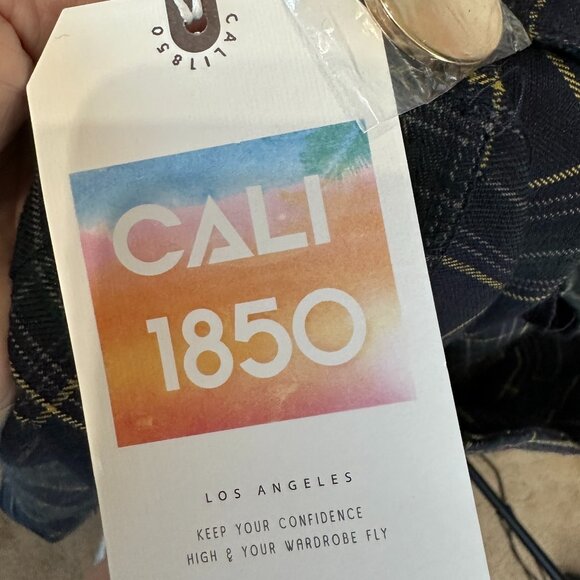 CALI1850
CALI
1850
LOS ANGELES
KEEP YOUR CONFIDENCE
HIGH & YOUR WARDROBE FLY